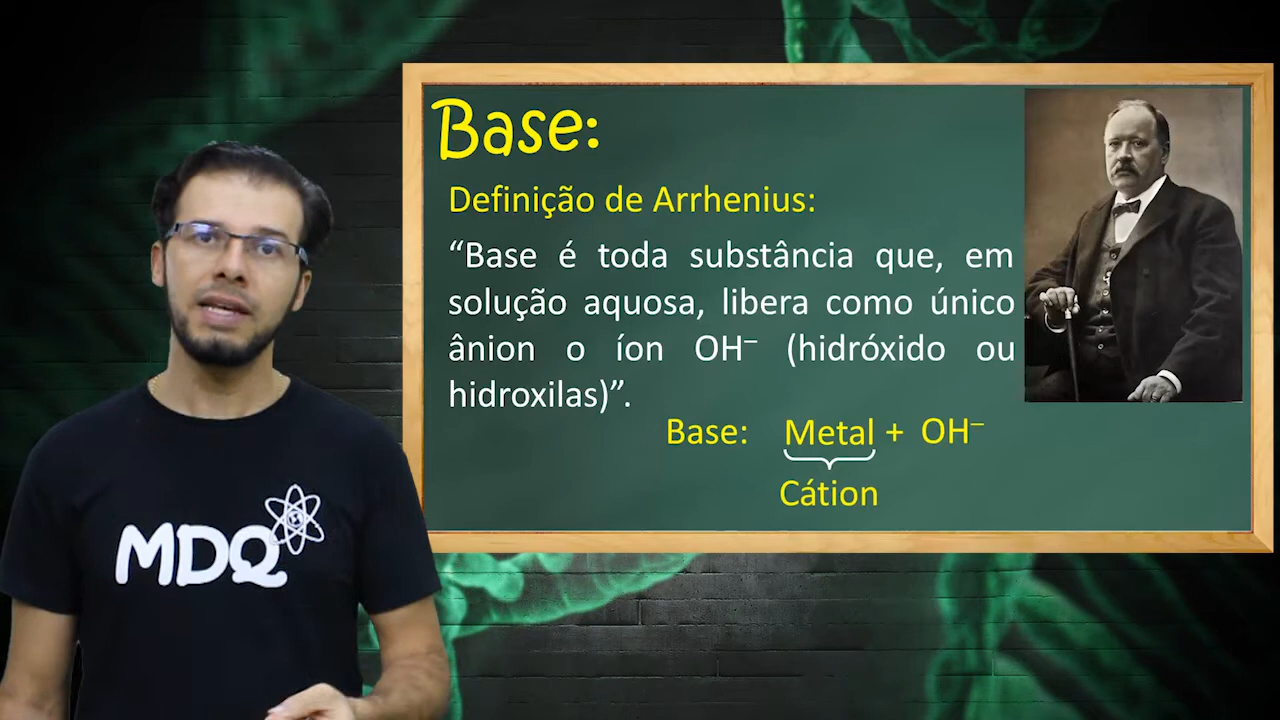 Base:
Definição de Arrhenius:
“Base é toda substância que, em
solução aquosa, libera como único
ânion o íon OH⁻ (hidróxido ou
hidroxilas)”.
Base: Metal + OH⁻
Cátion
MDQ